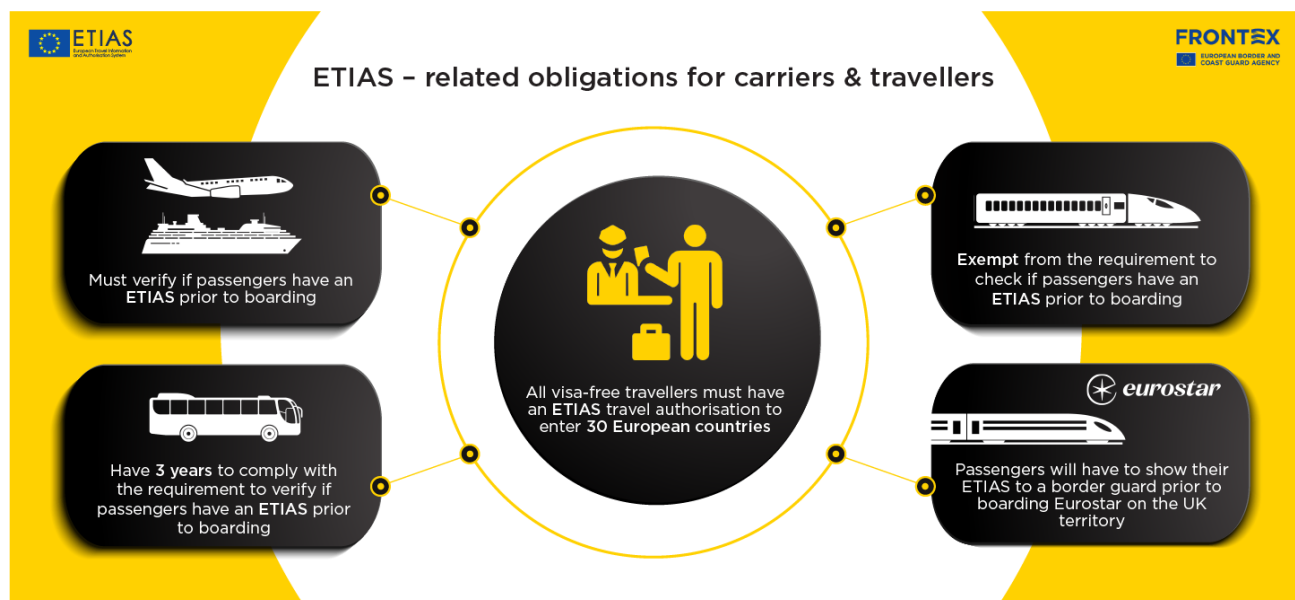 ETIAS
European Travel Information
and Authorisation System
FRONTEX
EUROPEAN BORDER AND
COAST GUARD AGENCY
ETIAS – related obligations for carriers & travellers
Must verify if passengers have an
ETIAS prior to boarding
Have 3 years to comply with
the requirement to verify if
passengers have an ETIAS prior
to boarding
All visa-free travellers must have
an ETIAS travel authorisation to
enter 30 European countries
Exempt from the requirement to
check if passengers have an
ETIAS prior to boarding
eurostar
Passengers will have to show their
ETIAS to a border guard prior to
boarding Eurostar on the UK
territory